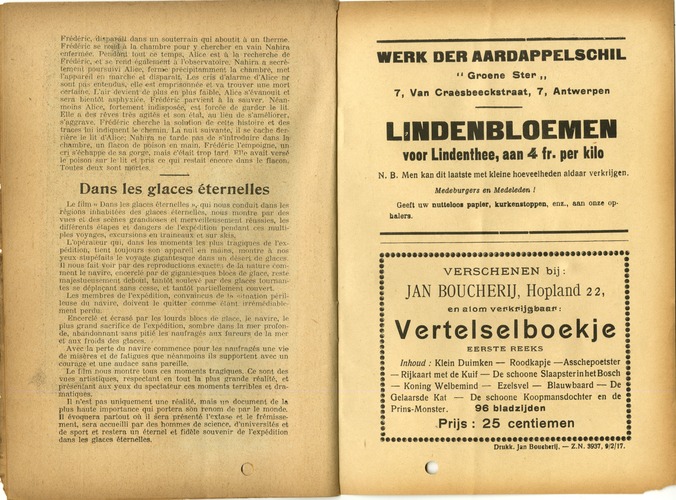 Frédéric, disparaît dans un souterrain qui aboutit à un therme.
Frédéric se rend à la chambre pour y chercher en vain Nahira
enfermée. Pendant tout ce temps, Alice est à la recherche de
Frédéric, et se rend également à l'observatoire. Nahira a secrè-
tement poursuivi Alice, ferme précipitamment la chambre, met
l'appareil en marche et disparaît. Les cris d'alarme d'Alice ne
sont pas entendus, elle est emprisonnée et va trouver une mort
certaine. L'air devient de plus en plus faible, Alice s'évanouit et
sera bientôt asphyxiée. Frédéric parvient à la sauver. Néan-
moins Alice, fortement indisposée, est forcée de garder le lit.
Elle a des rêves très agités et son état, au lieu de s'améliorer,
s'aggrave. Frédéric cherche la solution de cette histoire et des
traces lui indiquent le chemin. La nuit suivante, il se cache der-
rière le lit d'Alice; Nahira ne tarde pas de s'introduire dans la
chambre, un flacon de poison en main. Frédéric l'empoigne, un
cri s'échappe de sa gorge, mais c'était trop tard. Elle avait versé
le poison sur le lit et pris ce qui restait encore dans le flacon.
Toutes deux sont mortes.
Dans les glaces éternelles
Le film « Dans les glaces éternelles », qui nous conduit dans les
régions inhabitées des glaces éternelles, nous montre par des
vues et des scènes grandioses et merveilleusement réussies, les
différents étapes et dangers de l'expédition pendant ces multi-
ples voyages, excursions en traineaux et sur skis.
L'opérateur qui, dans les moments les plus tragiques de l'ex-
pédition, tient toujours son appareil en mains, montre à nos
yeux stupéfaits le voyage gigantesque dans un désert de glaces.
Il nous fait voir par des reproductions exactes de la nature com-
ment le navire, encerclé par de gigantesques blocs de glace, reste
majestueusement debout, tantôt soulevé par des glaces tournan-
tes se déplaçant sans cesse, et tantôt partiellement couvert.
Les membres de l'expédition, convaincus de la situation péril-
leuse du navire, doivent le quitter comme étant irrémédiable-
ment perdu.
Encerclé et écrasé par les lourds blocs de glace, le navire, le
plus grand sacrifice de l'expédition, sombre dans la mer profon-
de, abandonnant sans pitié les naufragés aux fureurs de la mer
et aux froids des glaces.
Avec la perte du navire commence pour les naufragés une vie
de misères et de fatigues que néanmoins ils supportent avec un
courage et une audace sans pareille.
Le film nous montre tous ces moments tragiques. Ce sont des
vues artistiques, respectant en tout la plus grande réalité, et
présentant aux yeux du spectateur ces moments terribles et dra-
matiques.
Il n'est pas uniquement une réalité, mais un document de la
plus haute importance qui portera son renom de par le monde.
Il évoquera partout où il sera présenté l'extase et le frémisse-
ment, sera accueilli par des hommes de science, d'universités et
de sport et restera un éternel et fidèle souvenir de l'expédition
dans les glaces éternelles.
WERK DER AARDAPPELSCHIL
" Groene Ster „
7, Van Craesbeeckstraat, 7, Antwerpen
LINDENBLOEMEN
voor Lindenthee, aan 4 fr. per kilo
N. B. Men kan dit laatste met kleine hoeveelheden aldaar verkrijgen.
Medeburgers en Medeleden !
Geeft uw nutteloos papier, kurkenstoppen, enz., aan onze op-
halers.
VERSCHENEN bij:
JAN BOUCHERIJ, Hopland 22,
en alom verkrijgbaar:
Vertelselboekje
EERSTE REEKS
Inhoud : Klein Duimken — Roodkapje — Asschepoetster
— Rijkaart met de Kuif — De schoone Slaapster in het Bosch
— Koning Welbemind — Ezelsvel — Blauwbaard — De
Gelaarsde Kat — De schoone Koopmansdochter en de
Prins-Monster. 96 bladzijden
Prijs : 25 centiemen
Drukk. Jan Boucherij. — Z.N. 3937, 9/2/17.